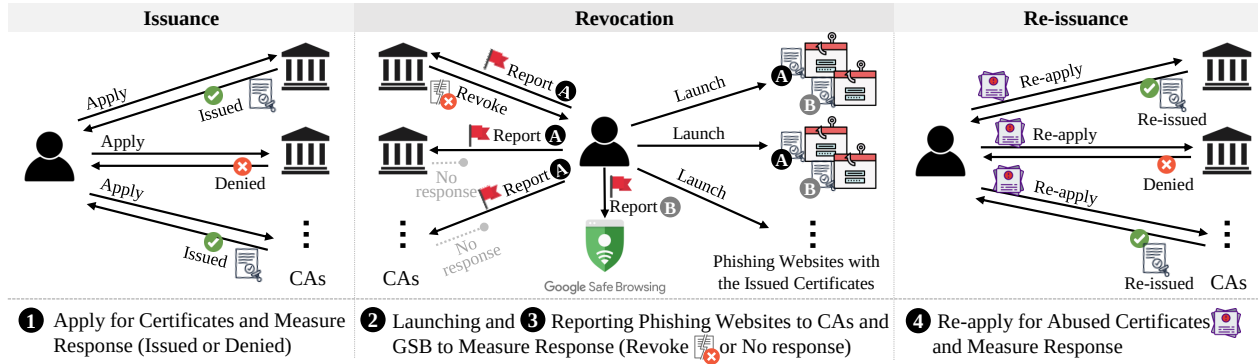 Issuance
Revocation
Re-issuance
Apply
Issued
Apply
Denied
Apply
Issued
CAs
Report A
Revoke
Report A
No
response
Report A
No
response
CAs
Report B
Google Safe Browsing
Launch
A
B
Launch
A
B
Launch
Phishing Websites with
the Issued Certificates
Re-apply
Re-issued
Re-apply
Denied
Re-apply
Re-issued
CAs
1 Apply for Certificates and Measure
Response (Issued or Denied)
2 Launching and 3 Reporting Phishing Websites to CAs and
GSB to Measure Response (Revoke or No response)
4 Re-apply for Abused Certificates
and Measure Response